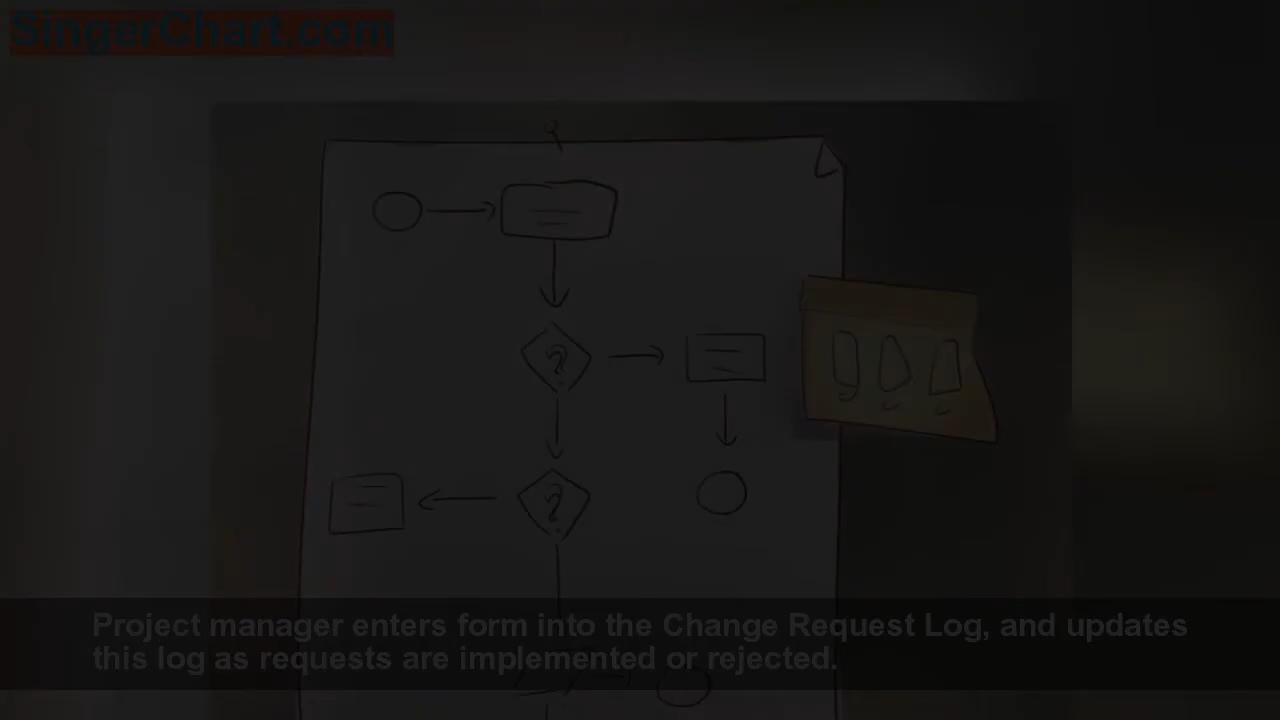 SingerChart.com
?
?
Project manager enters form into the Change Request Log, and updates
this log as requests are implemented or rejected.